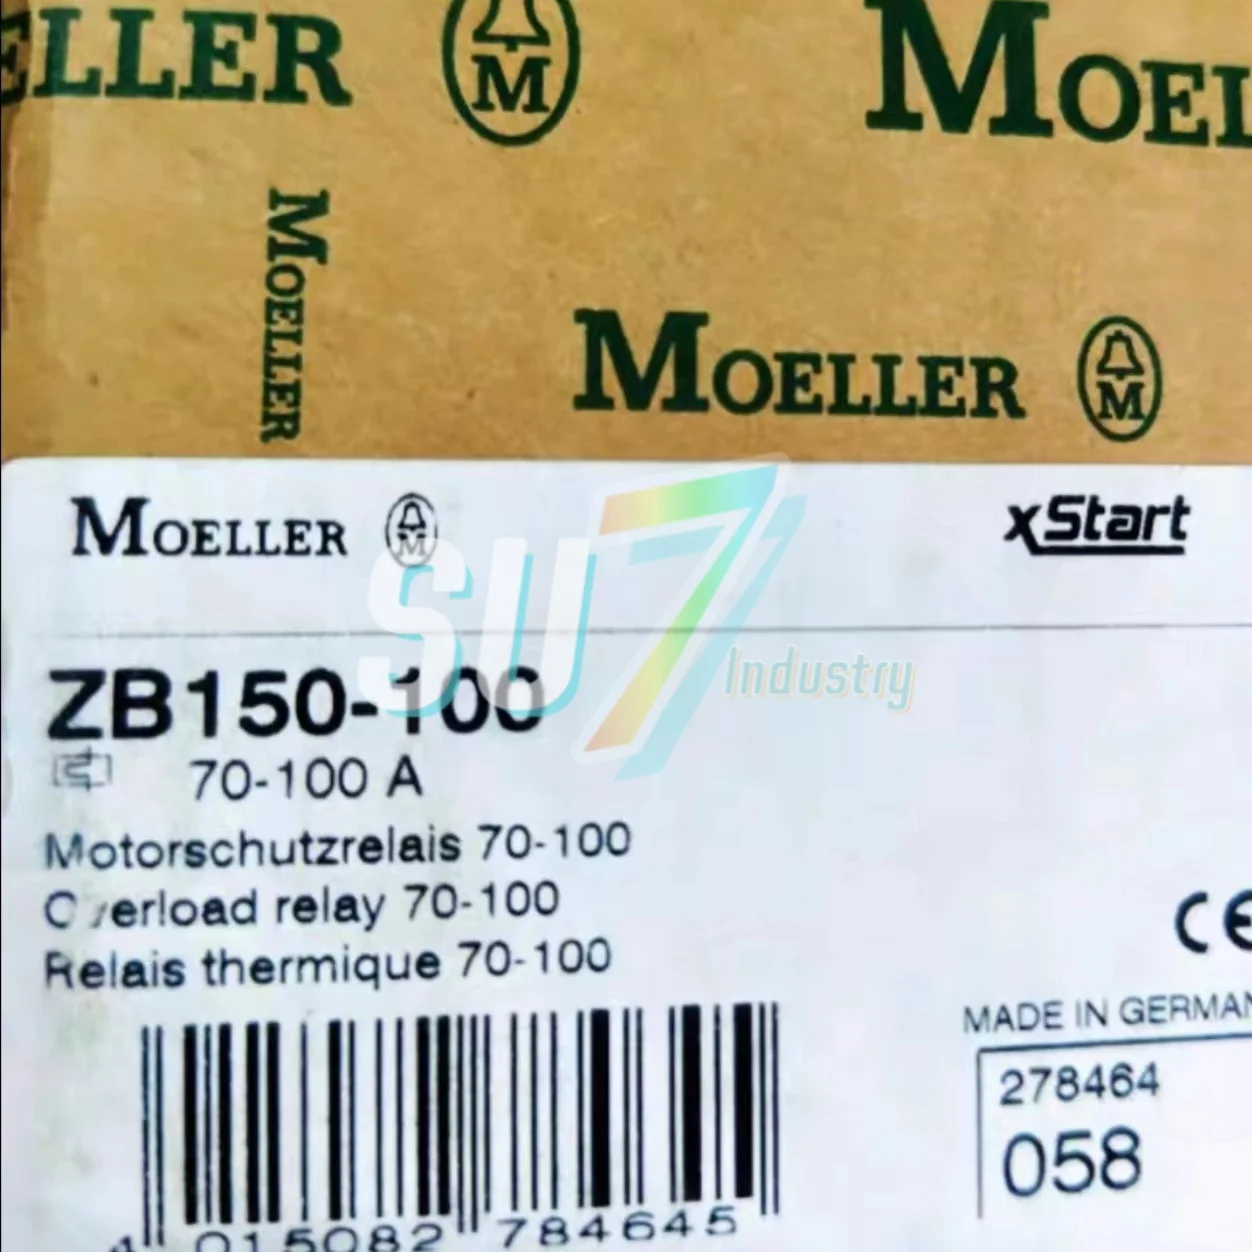 ELLER M MOEL
MOELLER
MOELLER M
MOELLER M xStart
SU7 Industry
ZB150-100
70-100 A
Motorschutzrelais 70-100
Overload relay 70-100
Relais thermique 70-100
CE
MADE IN GERMAN
278464
058
4 015082 784645